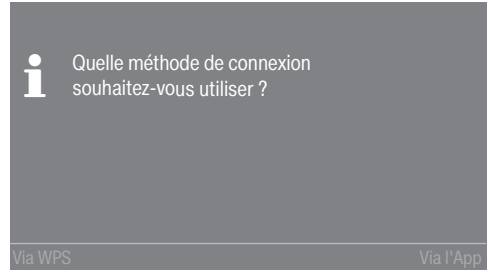 Quelle méthode de connexion
souhaitez-vous utiliser ?
Via WPS
Via l'App